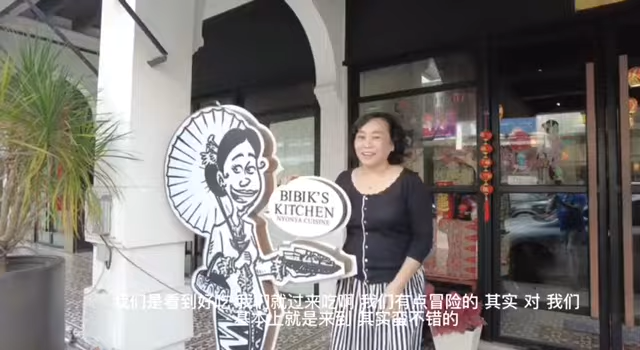 BIBIK'S
KITCHEN
NYONYA CUISINE
我们是看到好吃 我们就过来吃啊 我们有点冒险的 其实 对 我们
基本上就是来到 其实蛮不错的